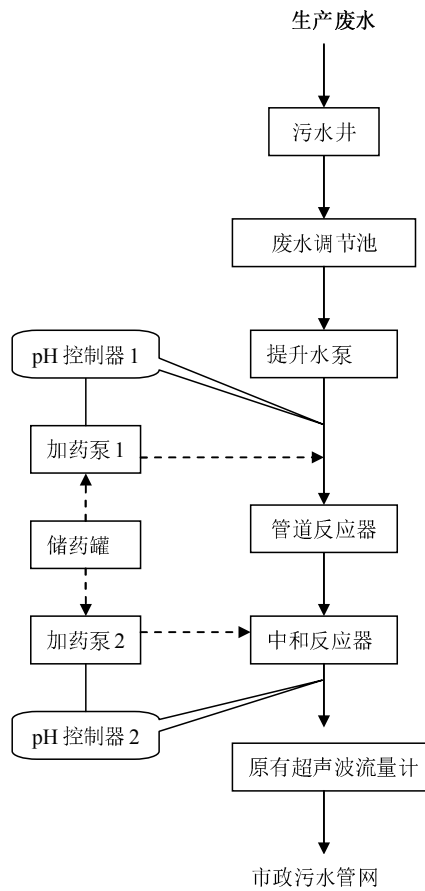 生产废水
污水井
废水调节池
提升水泵
pH 控制器 1
加药泵 1
管道反应器
储药罐
加药泵 2
中和反应器
pH 控制器 2
原有超声波流量计
市政污水管网